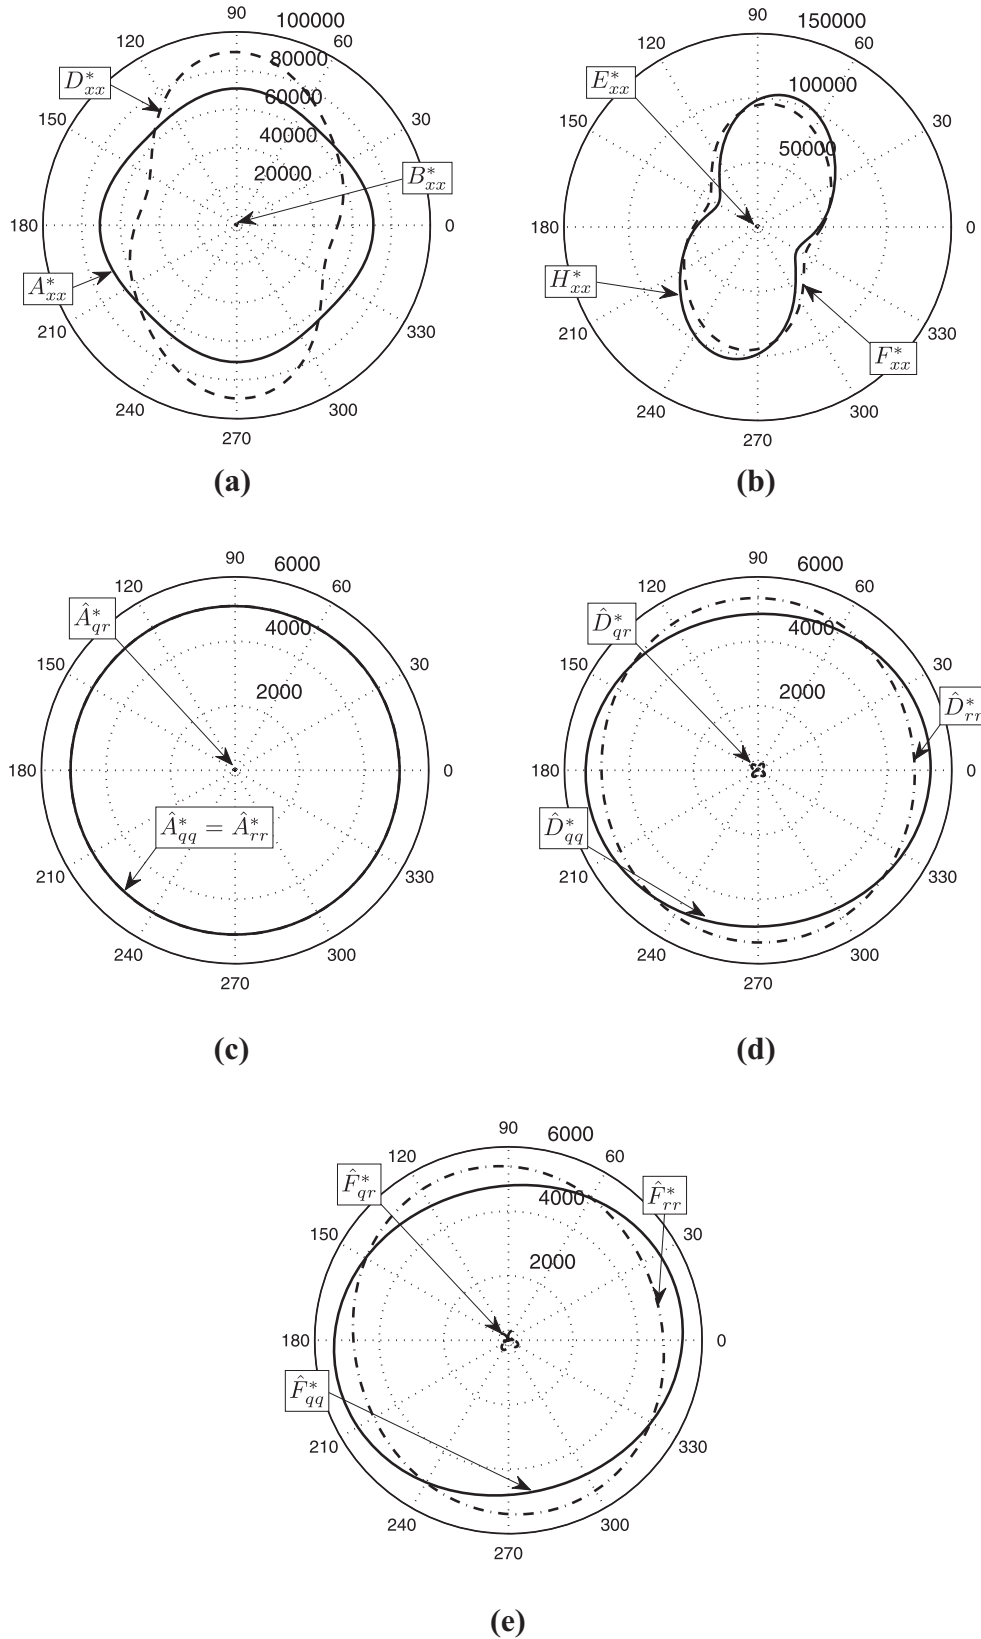 90 100000
120 60
80000
D*xx
60000
150 30
40000
20000
B*xx
180 0
A*xx
210 330
240 300
270
(a)
90 150000
120 60
E*xx
100000
150 30
50000
180 0
H*xx
210 330
F*xx
240 300
270
(b)
90 6000
120 60
Â*qr
4000
150 30
2000
180 0
Â*qq = Â*rr
210 330
240 300
270
(c)
90 6000
120 60
D̂*qr
4000
150 30
2000
D̂*rr
180 0
D̂*qq
210 330
240 300
270
(d)
90 6000
120 60
F̂*qr
4000
F̂*rr
150 30
2000
180 0
F̂*qq
210 330
240 300
270
(e)